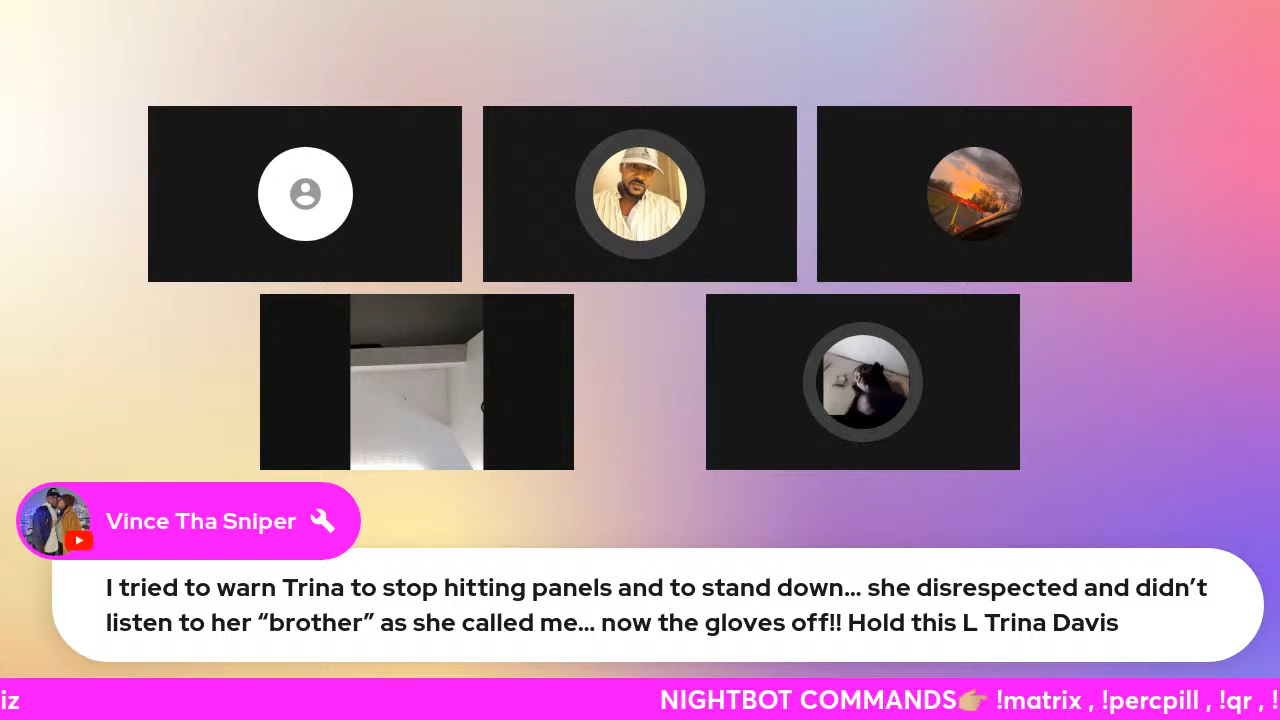 Vince Tha Sniper
I tried to warn Trina to stop hitting panels and to stand down... she disrespected and didn’t
listen to her “brother” as she called me... now the gloves off!! Hold this L Trina Davis
iz NIGHTBOT COMMANDS👉🏼 !matrix , !percpill , !qr , !